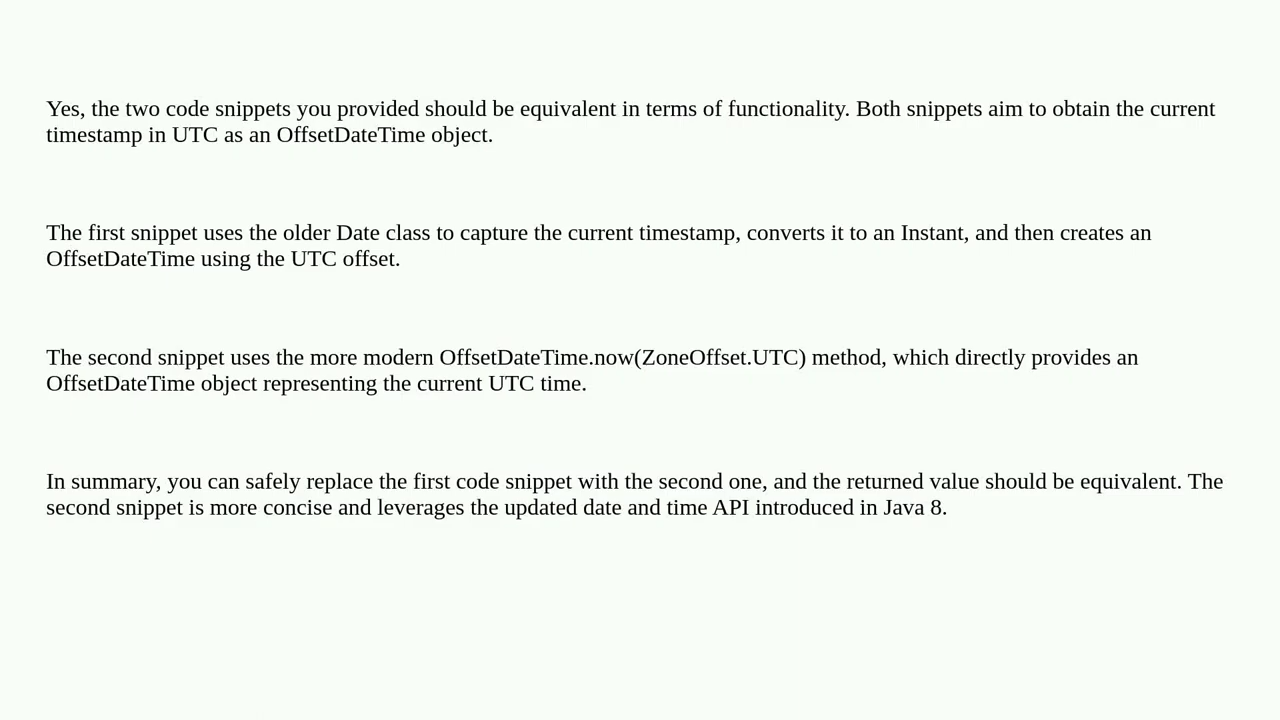 Yes, the two code snippets you provided should be equivalent in terms of functionality. Both snippets aim to obtain the current
timestamp in UTC as an OffsetDateTime object.
The first snippet uses the older Date class to capture the current timestamp, converts it to an Instant, and then creates an
OffsetDateTime using the UTC offset.
The second snippet uses the more modern OffsetDateTime.now(ZoneOffset.UTC) method, which directly provides an
OffsetDateTime object representing the current UTC time.
In summary, you can safely replace the first code snippet with the second one, and the returned value should be equivalent. The
second snippet is more concise and leverages the updated date and time API introduced in Java 8.